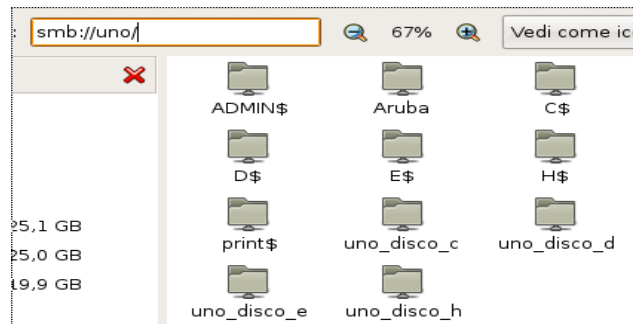 : smb://uno/ 67% Vedi come ic
ADMIN$ Aruba C$
D$ E$ H$
25,1 GB
print$ uno_disco_c uno_disco_d
25,0 GB
19,9 GB
uno_disco_e uno_disco_h